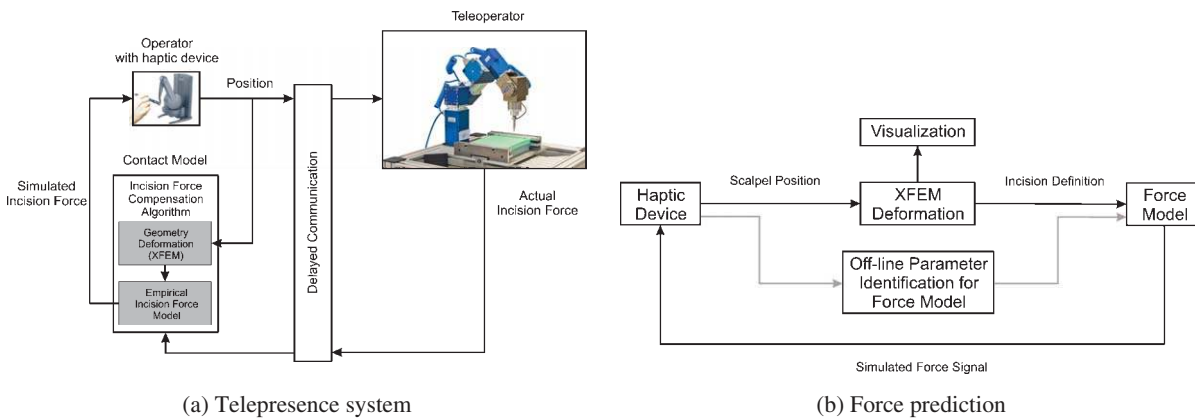 Teleoperator
Operator
with haptic device
Position
Contact Model
Simulated
Incision Force
Incision Force
Compensation
Algorithm
Geometry
Deformation
(XFEM)
Empirical
Incision Force
Model
Delayed Communication
Actual
Incision Force
(a) Telepresence system
Visualization
Scalpel Position
Incision Definition
Haptic
Device
XFEM
Deformation
Force
Model
Off-line Parameter
Identification for
Force Model
Simulated Force Signal
(b) Force prediction